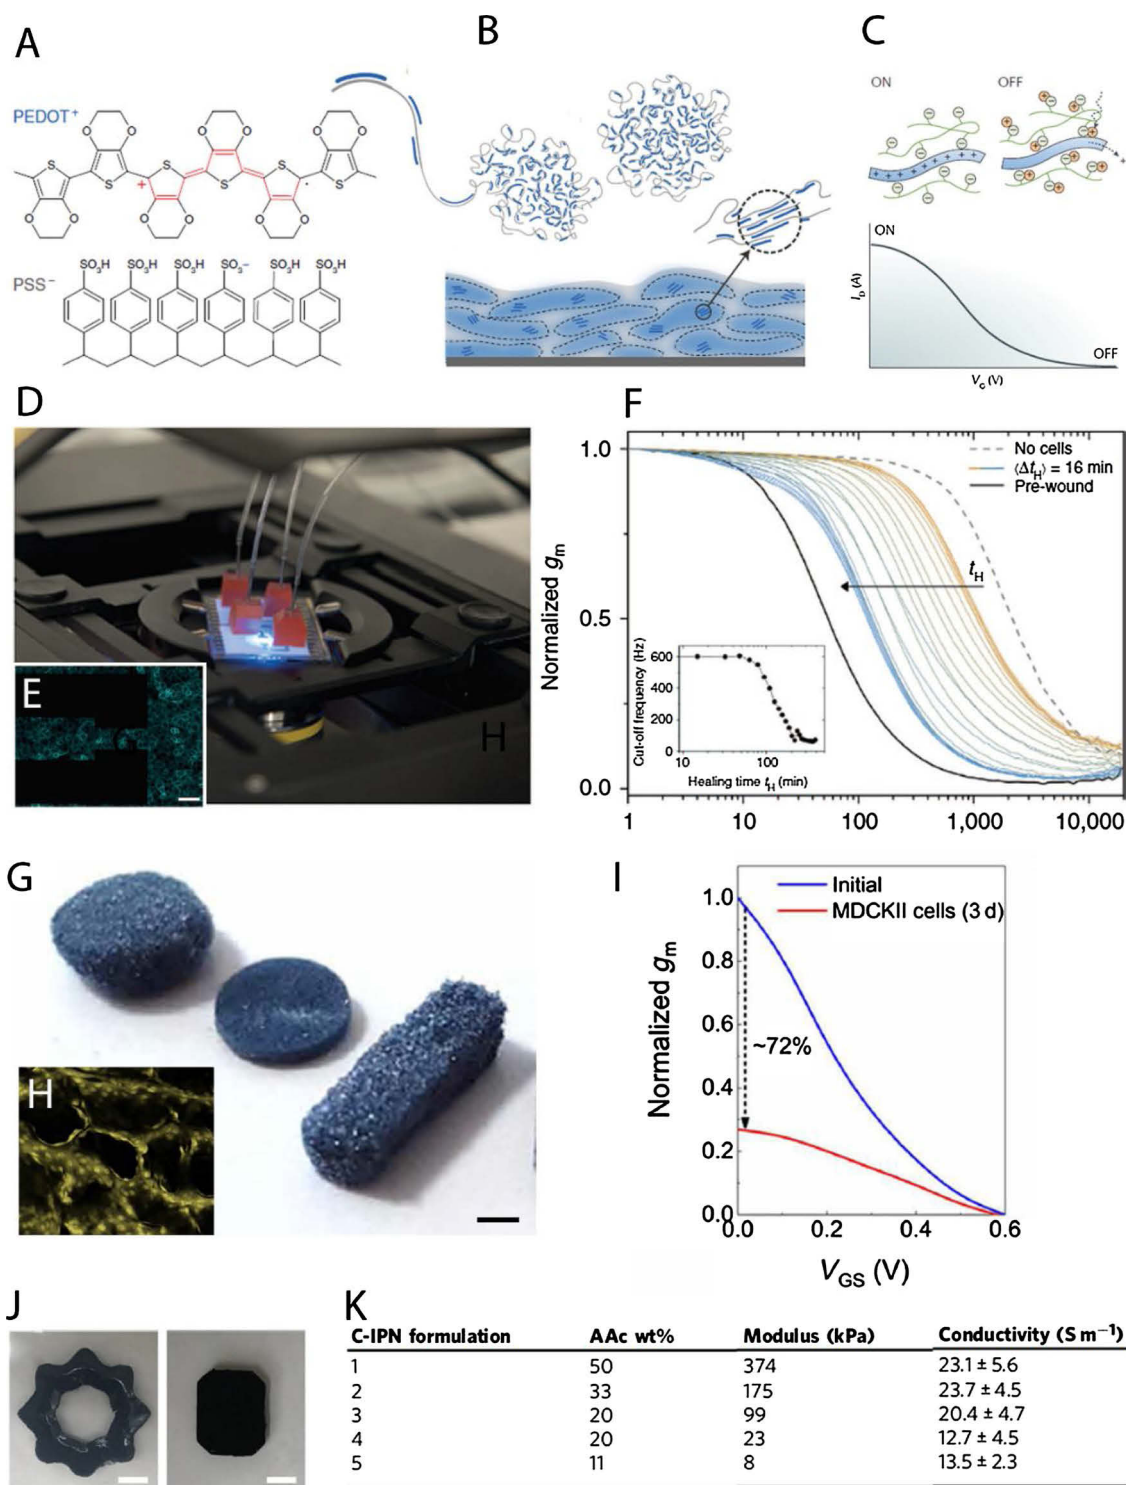 A
B
C
PEDOT+
S
S
S
S
S
O
O
O
O
O
O
O
O
O
O
+
PSS−
SO3H
SO3H
SO3H
SO3−
SO3H
SO3H
ON
OFF
ON
OFF
ID (A)
VG (V)
D
E
H
F
No cells
⟨ΔtH⟩ = 16 min
Pre-wound
tH
Normalized gm
1.0
0.5
0.0
1
10
100
1,000
10,000
Cut-off frequency (Hz)
600
400
200
0
10
100
Healing time tH (min)
G
H
I
Initial
MDCKII cells (3 d)
~72%
Normalized gm
1.0
0.8
0.6
0.4
0.2
0.0
0.0
0.2
0.4
0.6
VGS (V)
J
K
C-IPN formulation AAc wt% Modulus (kPa) Conductivity (S m−1)
1 50 374 23.1 ± 5.6
2 33 175 23.7 ± 4.5
3 20 99 20.4 ± 4.7
4 20 23 12.7 ± 4.5
5 11 8 13.5 ± 2.3